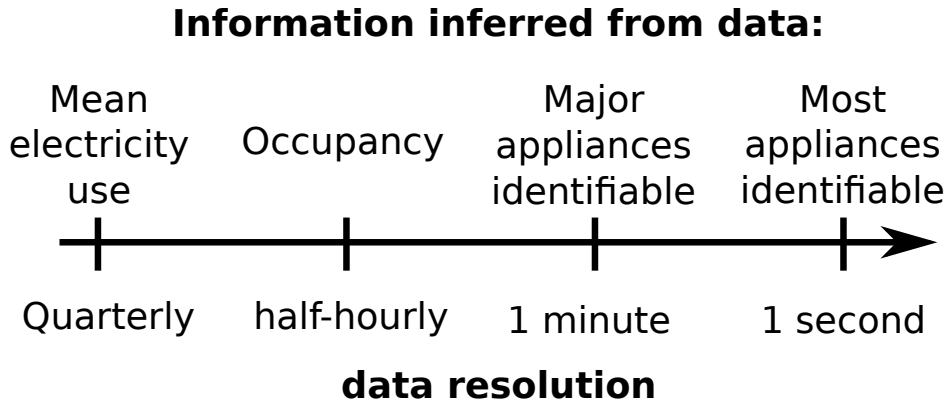 Information inferred from data:
Mean
electricity
use
Occupancy
Major
appliances
identifiable
Most
appliances
identifiable
Quarterly
half-hourly
1 minute
1 second
data resolution